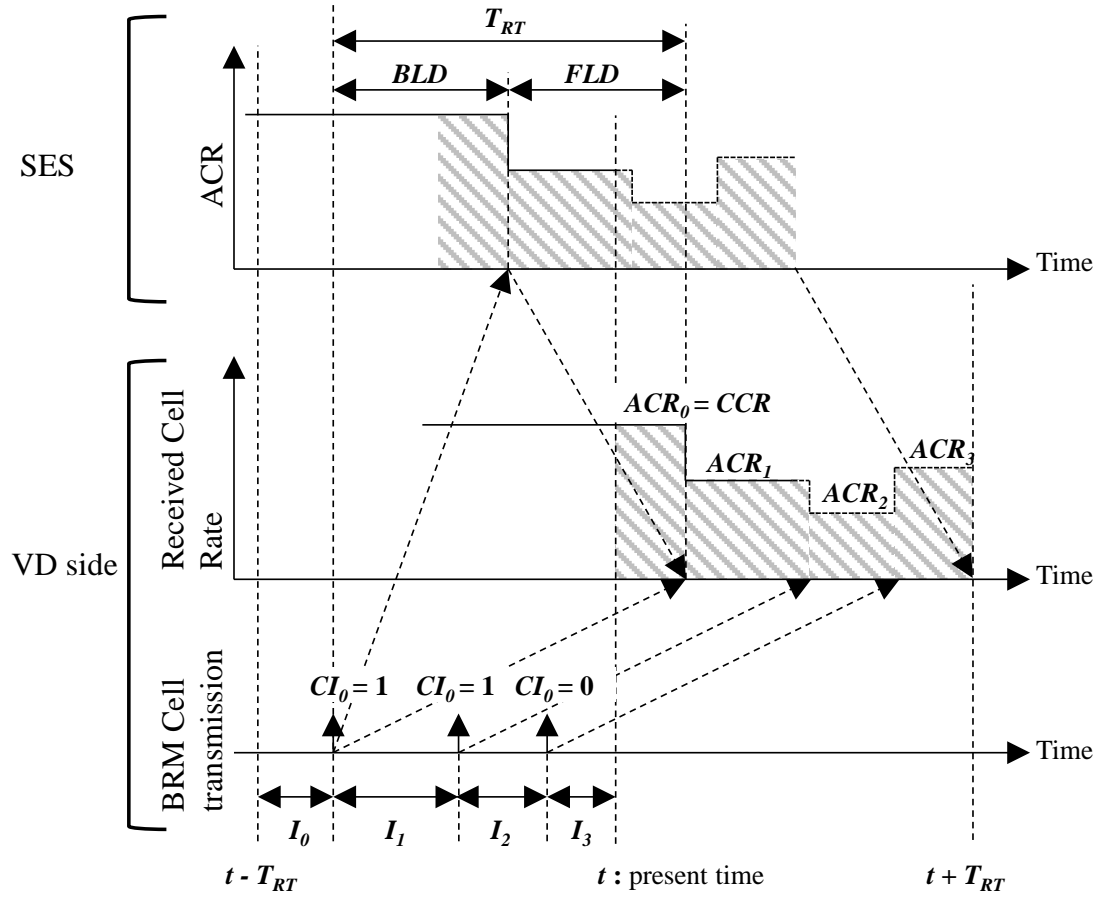 T_RT
BLD FLD
SES
ACR
Time
ACR_0 = CCR
ACR_1
ACR_2
ACR_3
VD side
Received Cell
Rate
Time
CI_0 = 1 CI_0 = 1 CI_0 = 0
BRM Cell
transmission
Time
I_0 I_1 I_2 I_3
t - T_RT t : present time t + T_RT